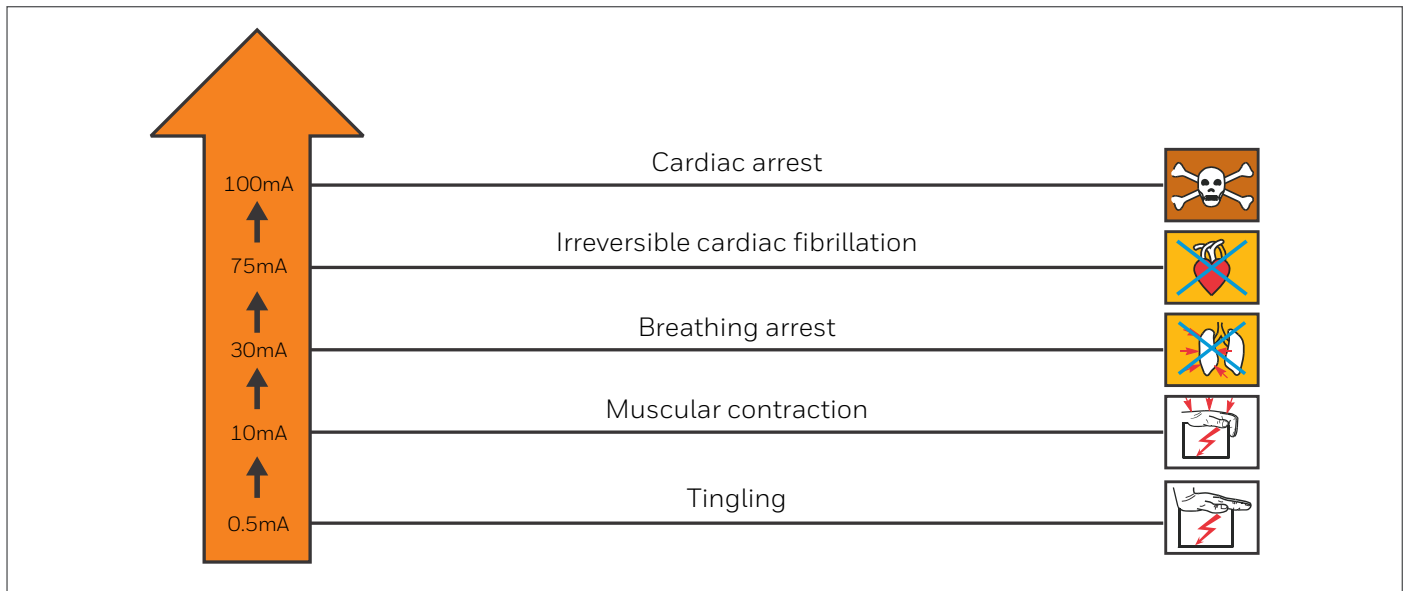 Cardiac arrest
100mA
Irreversible cardiac fibrillation
75mA
Breathing arrest
30mA
Muscular contraction
10mA
Tingling
0.5mA